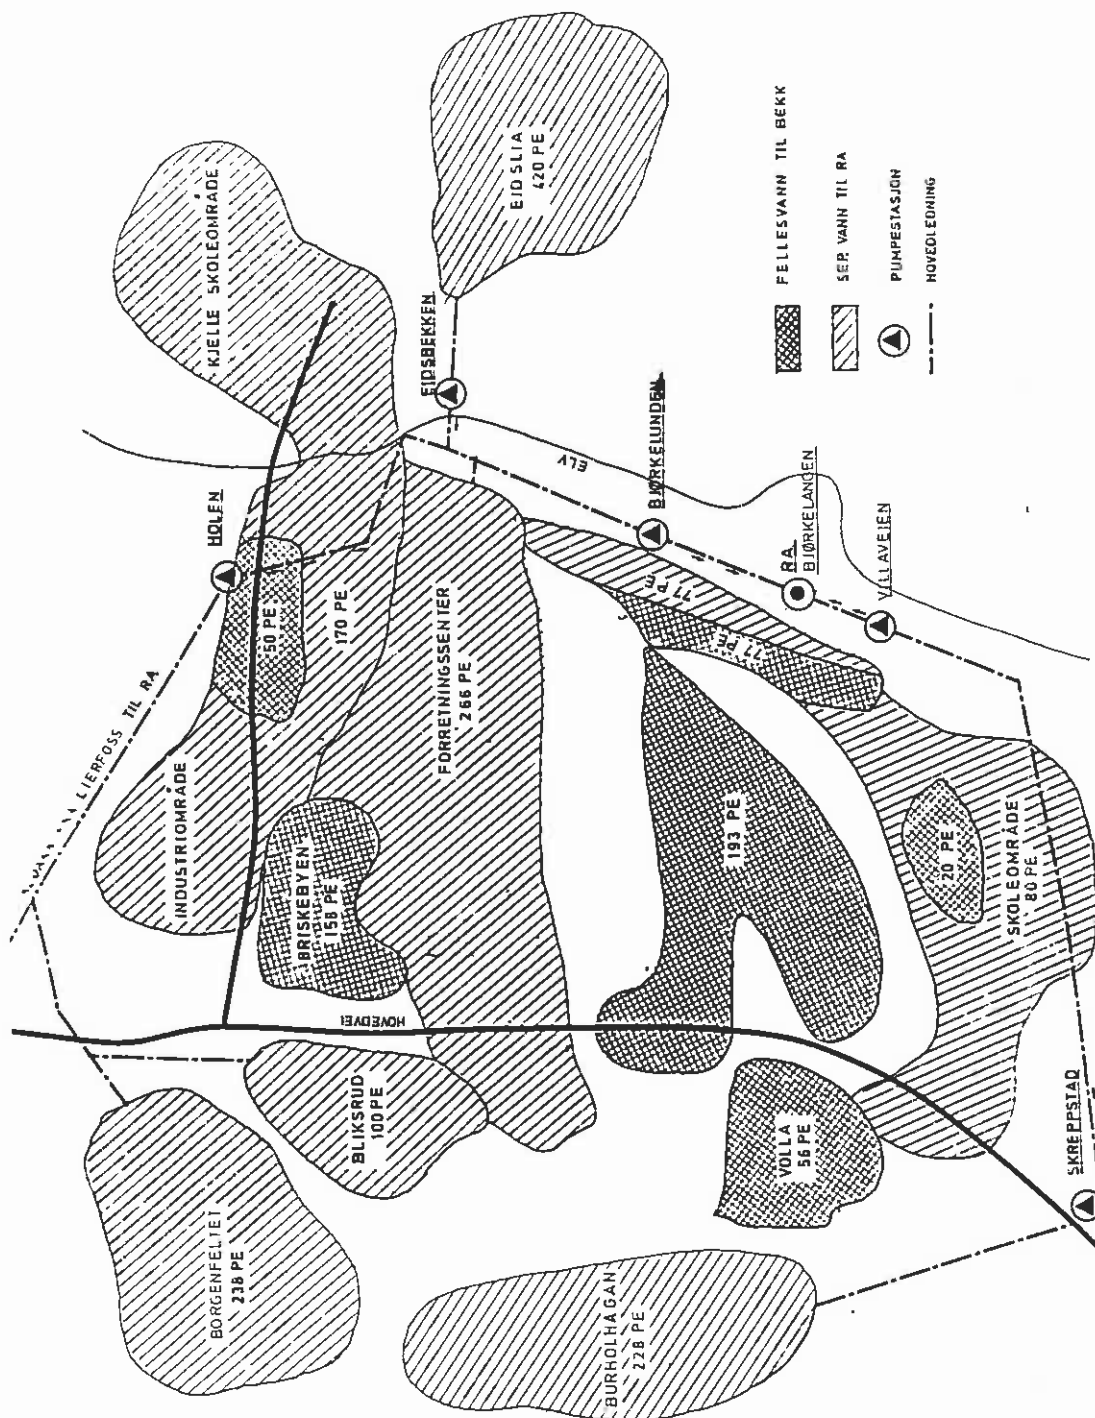 KJELLE SKOLEOMRÅDE
EIDSLIA
420 PE
EIDSBEKKEN
HOLEN
50 PE
170 PE
INDUSTRIOMRÅDE
LIERFOSS TIL RA
FORRETNINGSSENTER
266 PE
BRISKEBYEN
158 PE
HOVEDVEI
BLIKSRUD
100 PE
BORGENFELTET
238 PE
BURHOLHAGAN
228 PE
VOLLA
56 PE
193 PE
77 PE
77 PE
ELV
BJØRKELUNDEN
RA
BJØRKELANGEN
VILLAVEIEN
20 PE
SKOLEOMRÅDE
80 PE
SKREPPSTAD
FELLESVANN TIL BEKK
SEP. VANN TIL RA
PUMPESTASJON
HOVEDLEDNING